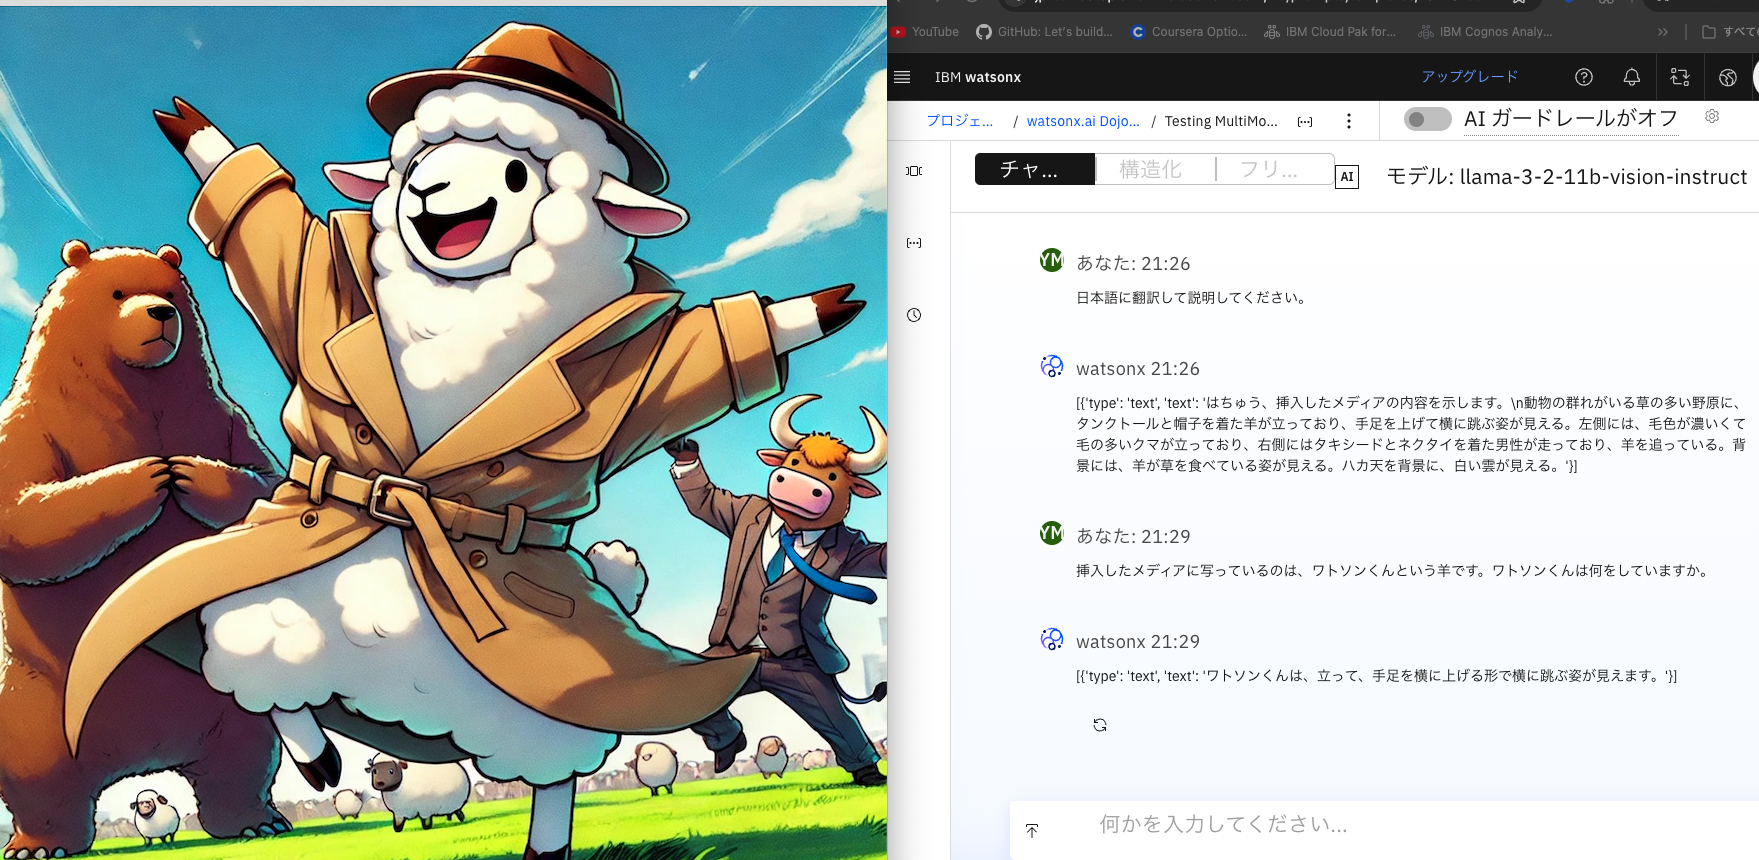 YouTube
GitHub: Let's build...
Coursera Optio...
IBM Cloud Pak for...
IBM Cognos Analy...
»
すべての
IBM watsonx
アップグレード
プロジェ... / watsonx.ai Dojo... / Testing MultiMo...
AI ガードレールがオフ
チャ...
構造化
フリ...
AI
モデル: llama-3-2-11b-vision-instruct
YM
あなた: 21:26
日本語に翻訳して説明してください。
watsonx 21:26
[{'type': 'text', 'text': 'はちゅう、挿入したメディアの内容を示します。\n動物の群れがいる草の多い野原に、
タンクトールと帽子を着た羊が立っており、手足を上げて横に跳ぶ姿が見える。左側には、毛色が濃いくて
毛の多いクマが立っており、右側にはタキシードとネクタイを着た男性が走っており、羊を追っている。背
景には、羊が草を食べている姿が見える。ハカ天を背景に、白い雲が見える。'}]
YM
あなた: 21:29
挿入したメディアに写っているのは、ワトソンくんという羊です。ワトソンくんは何をしていますか。
watsonx 21:29
[{'type': 'text', 'text': 'ワトソンくんは、立って、手足を横に上げる形で横に跳ぶ姿が見えます。'}]
何かを入力してください...